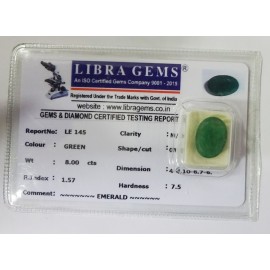 LIBRA GEMS
An ISO Certified Gems Company 9001 - 2015
Registered Under the Trade Marks with Govt. of India
website : www.libragems.co.in
GEMS & DIAMOND CERTIFIED TESTING REPORT
ReportNo: LE 145 Clarity
Colour : GREEN Shape/cut :
Wt : 8.00 cts Dimension :
R.index : 1.57 Hardness : 7.5
Comment : ~~~~~~ EMERALD ~~~~~~